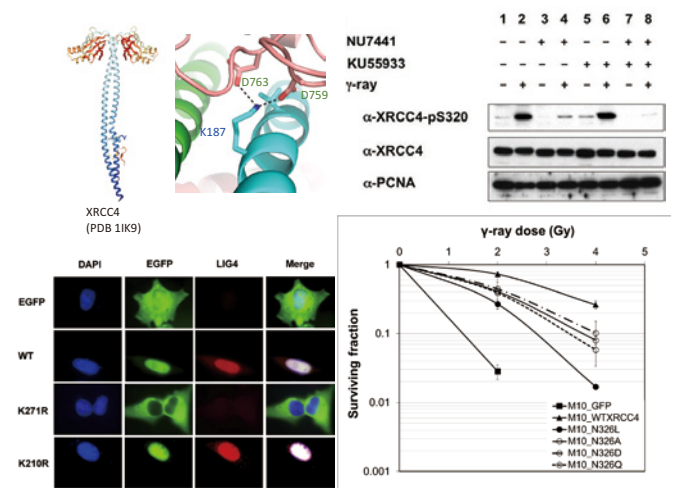 XRCC4
(PDB 1IK9)
D763
D759
K187
1 2 3 4 5 6 7 8
NU7441 – – + + – – + +
KU55933 – – – – + + + +
γ-ray – + – + – + – +
α-XRCC4-pS320
α-XRCC4
α-PCNA
DAPI EGFP LIG4 Merge
EGFP
WT
K271R
K210R
γ-ray dose (Gy)
0 1 2 3 4 5
Surviving fraction
1
0.1
0.01
0.001
M10_GFP
M10_WTXRCC4
M10_N326L
M10_N326A
M10_N326D
M10_N326Q